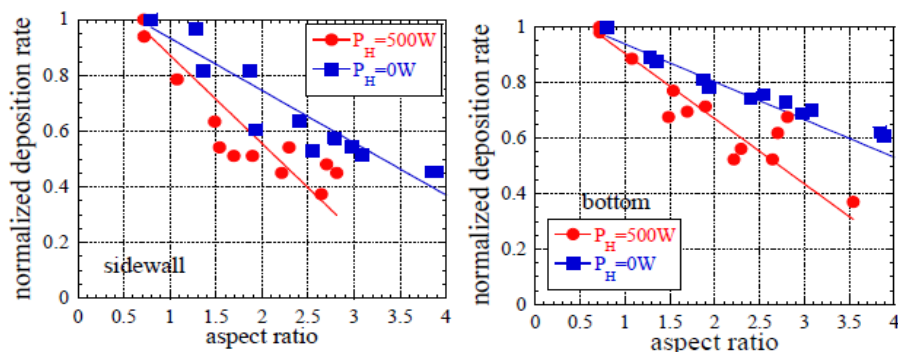 normalized deposition rate
1
0.8
0.6
0.4
0.2
0
P_H=500W
P_H=0W
sidewall
0 0.5 1 1.5 2 2.5 3 3.5 4
aspect ratio
normalized deposition rate
1
0.8
0.6
0.4
0.2
0
bottom
P_H=500W
P_H=0W
0 0.5 1 1.5 2 2.5 3 3.5 4
aspect ratio